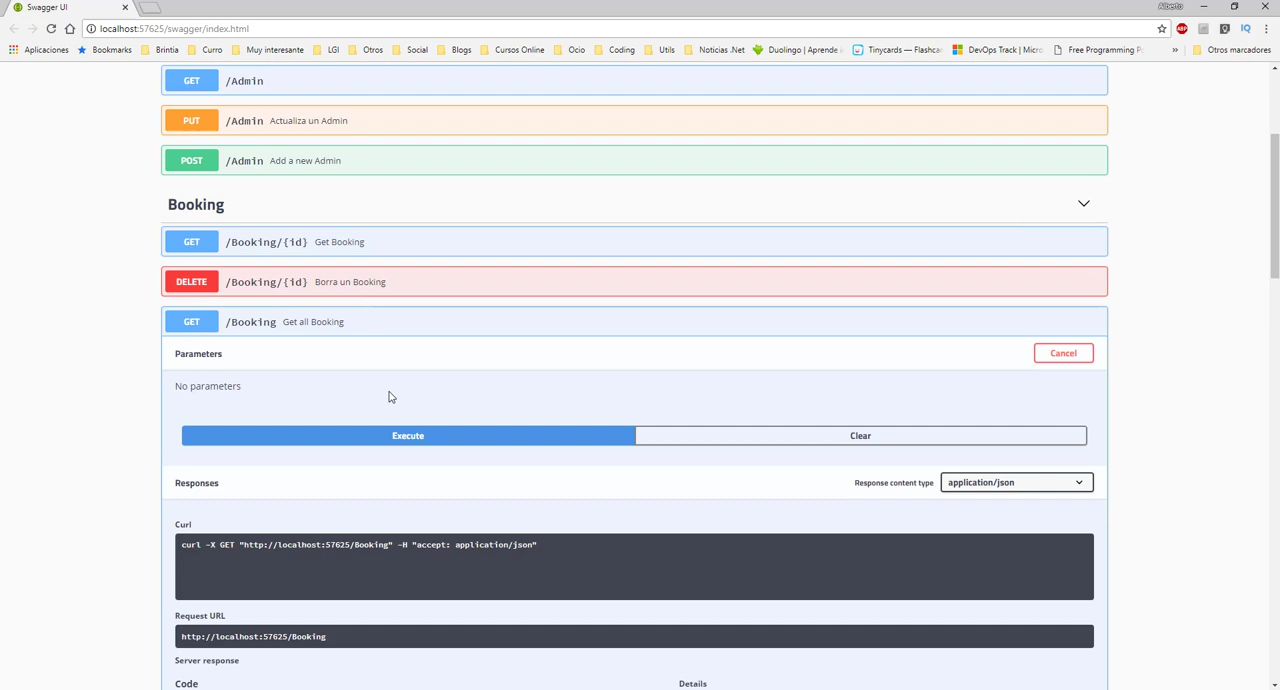 Swagger UI
Alberto
localhost:57625/swagger/index.html
ABP
IQ
Aplicaciones Bookmarks Brintia Curro Muy interesante LGI Otros Social Blogs Cursos Online Ocio Coding Utils Noticias .Net Duolingo | Aprende Tinycards — Flashcar DevOps Track | Micro Free Programming » Otros marcadores
GET /Admin
PUT /Admin Actualiza un Admin
POST /Admin Add a new Admin
Booking
GET /Booking/{id} Get Booking
DELETE /Booking/{id} Borra un Booking
GET /Booking Get all Booking
Parameters Cancel
No parameters
Execute Clear
Responses Response content type application/json
Curl
curl -X GET "http://localhost:57625/Booking" -H "accept: application/json"
Request URL
http://localhost:57625/Booking
Server response
Code Details